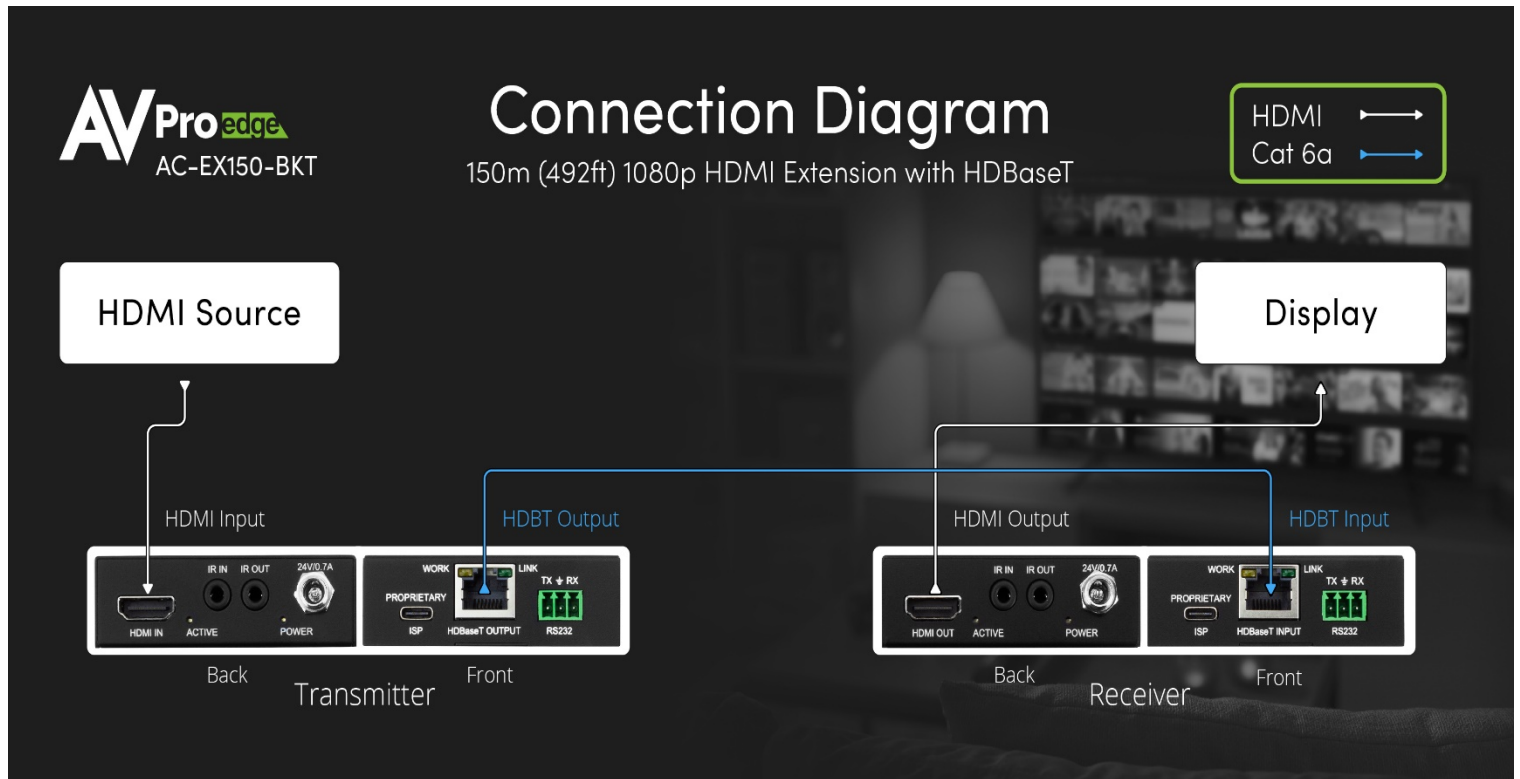 AVPro edge
AC-EX150-BKT
Connection Diagram
150m (492ft) 1080p HDMI Extension with HDBaseT
HDMI
Cat 6a
HDMI Source
Display
HDMI Input
HDBT Output
HDMI Output
HDBT Input
IR IN IR OUT 24V/0.7A
HDMI IN ACTIVE POWER
WORK LINK
TX RX
PROPRIETARY
ISP HDBaseT OUTPUT RS232
Back
Front
Transmitter
IR IN IR OUT 24V/0.7A
HDMI OUT ACTIVE POWER
WORK LINK
TX RX
PROPRIETARY
ISP HDBaseT INPUT RS232
Back
Front
Receiver